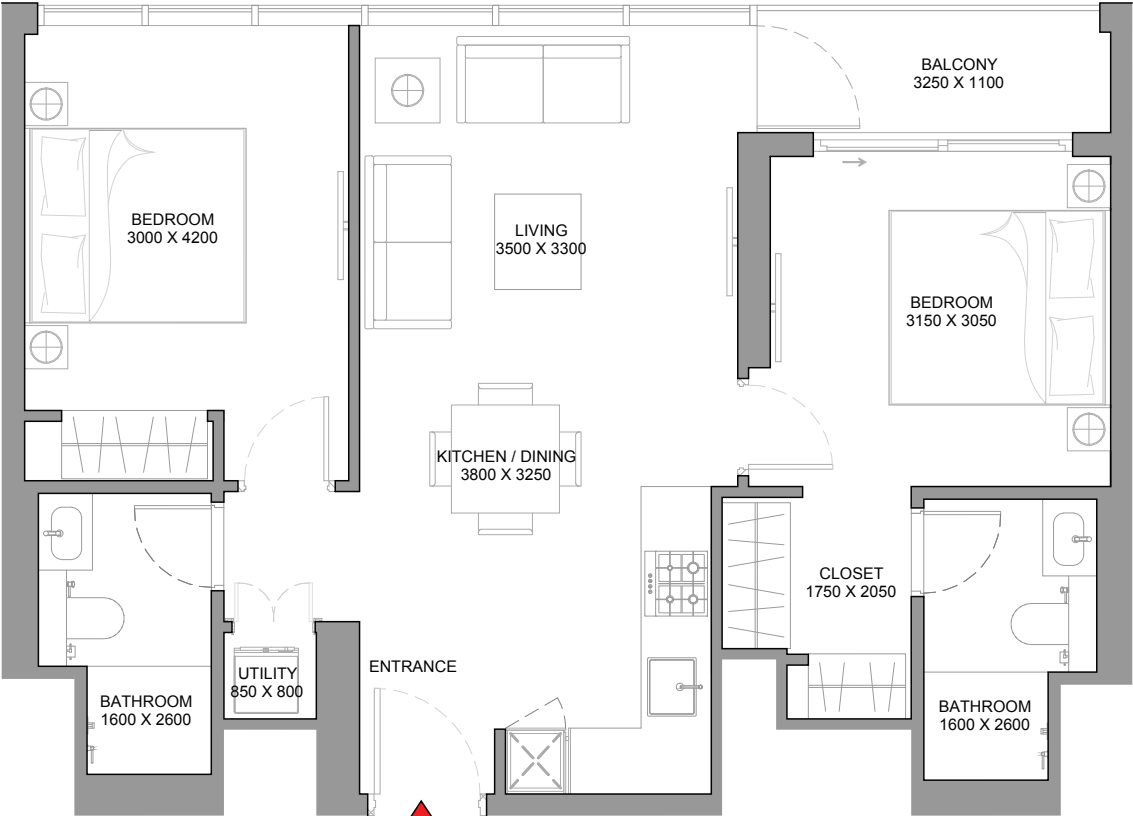 BALCONY
3250 X 1100
BEDROOM
3000 X 4200
LIVING
3500 X 3300
BEDROOM
3150 X 3050
KITCHEN / DINING
3800 X 3250
CLOSET
1750 X 2050
ENTRANCE
UTILITY
850 X 800
BATHROOM
1600 X 2600
BATHROOM
1600 X 2600